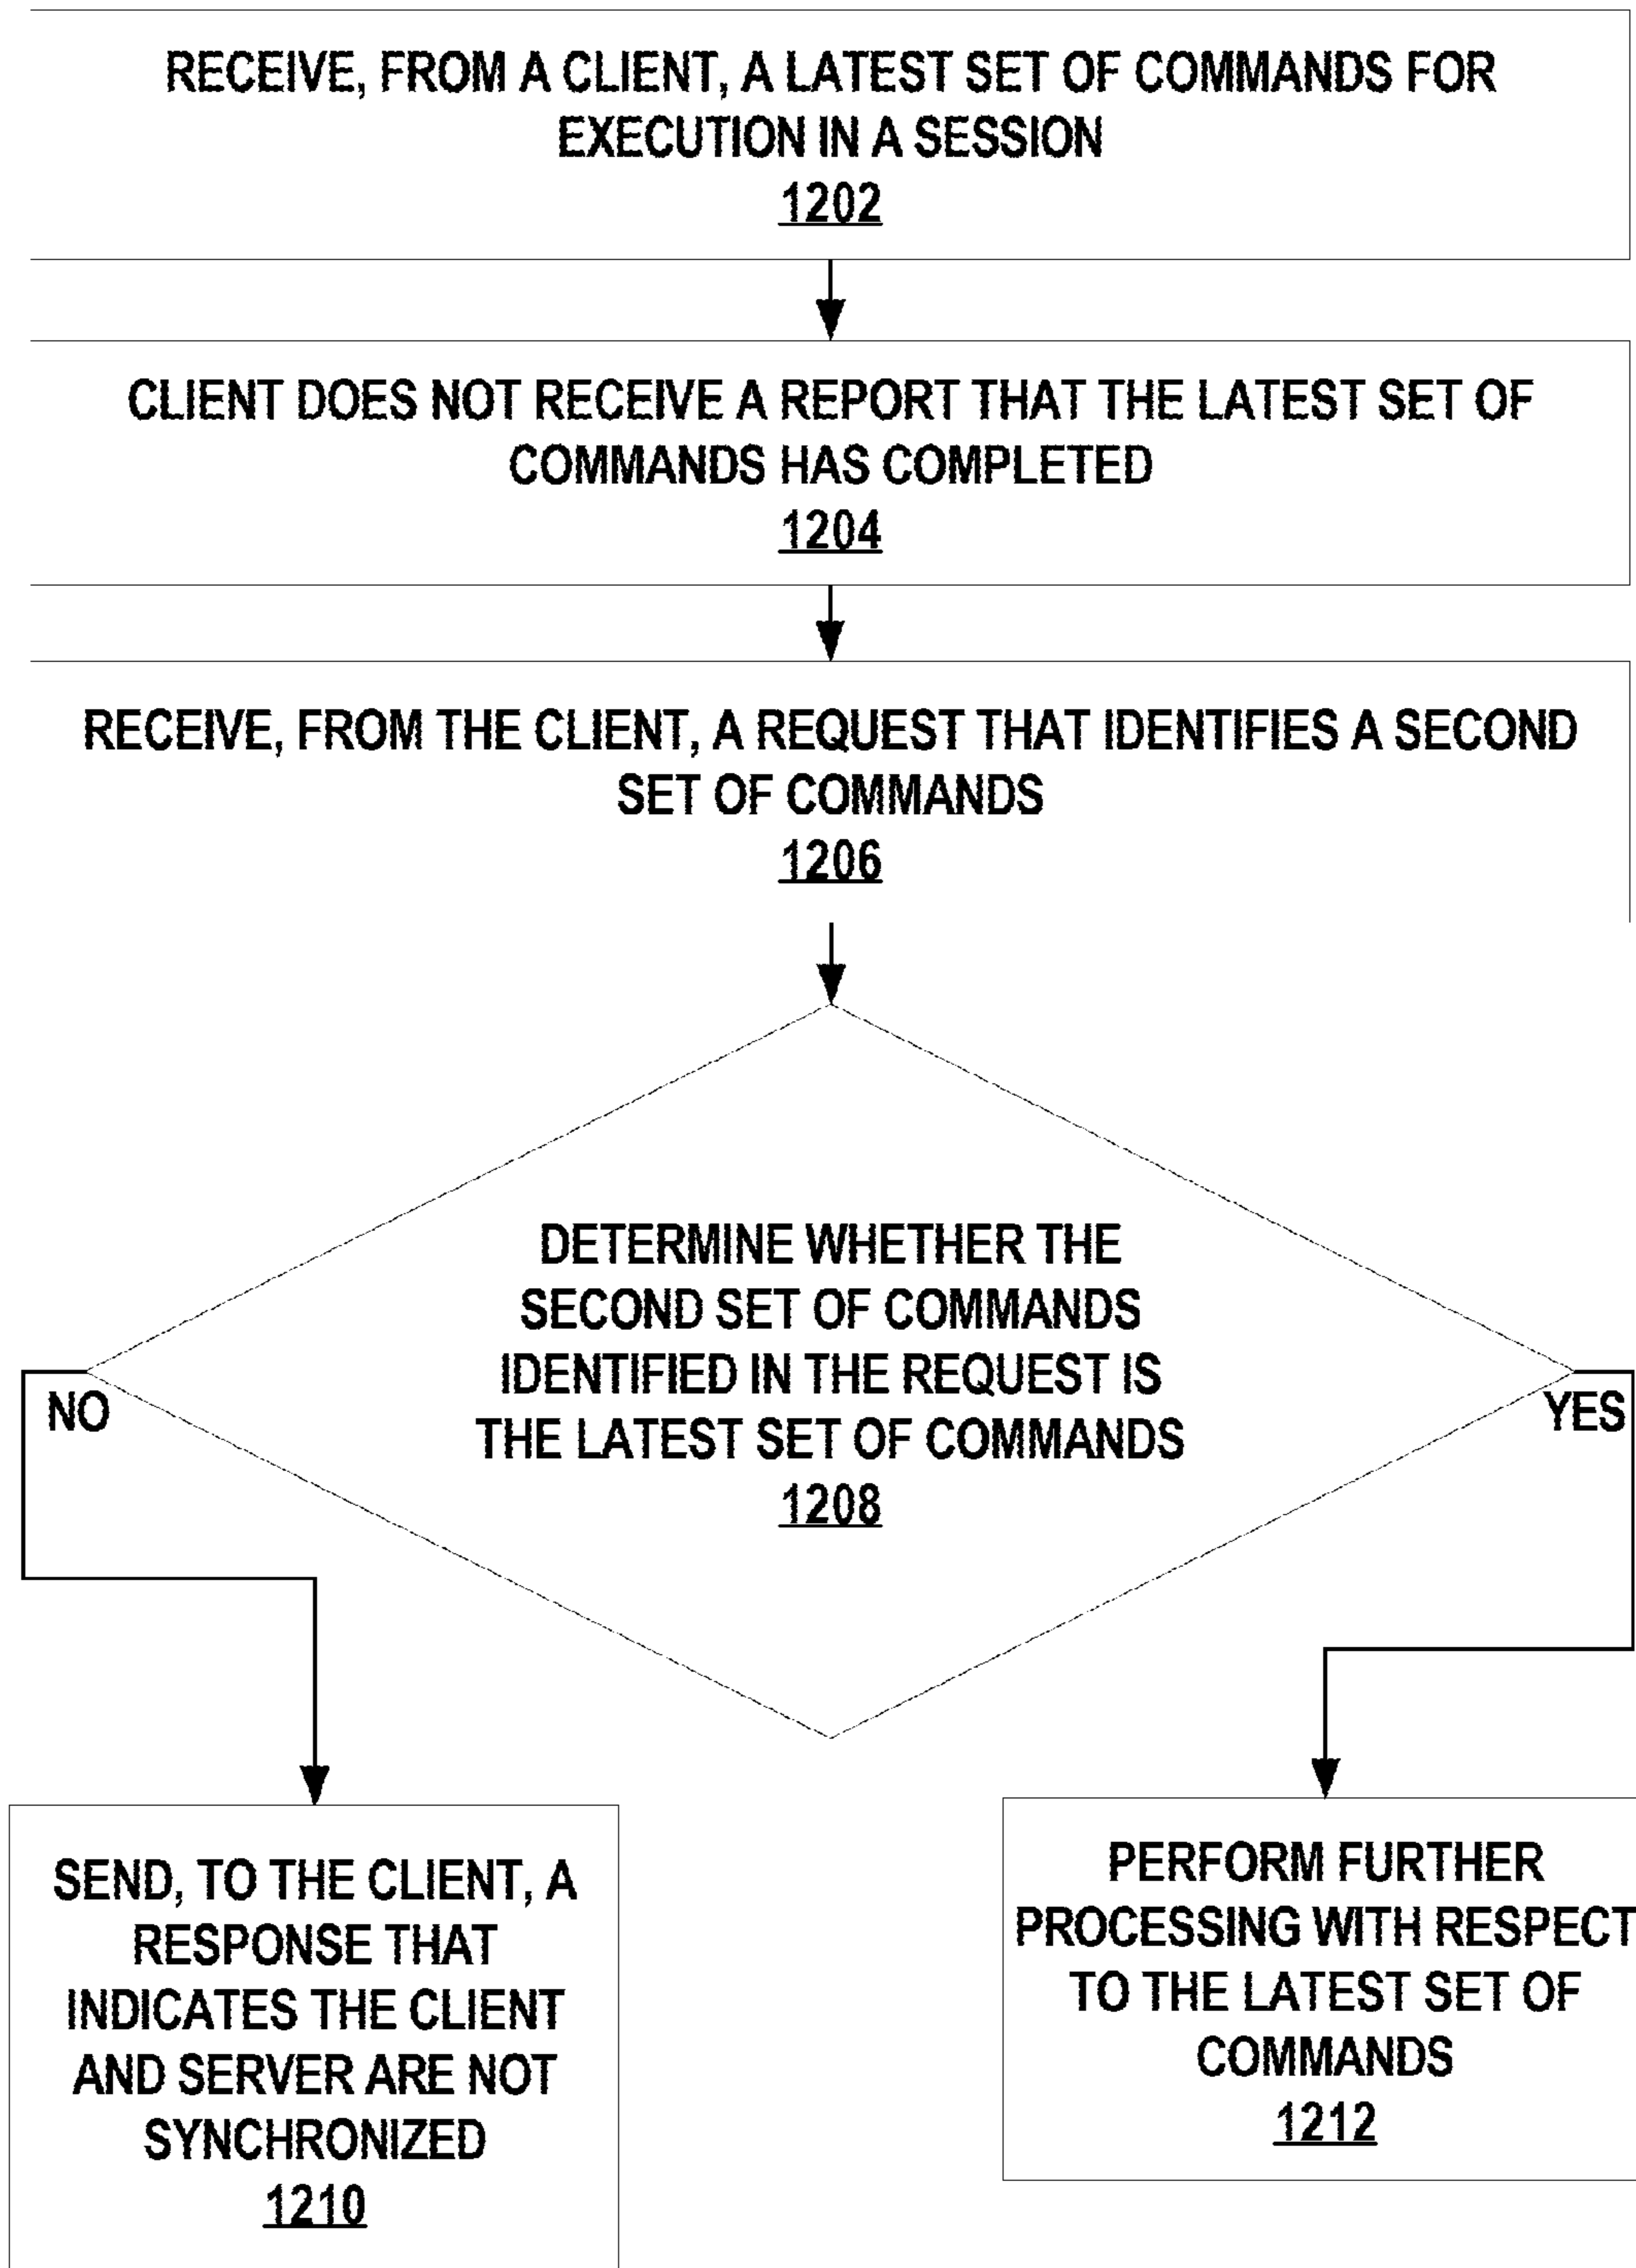 RECEIVE, FROM A CLIENT, A LATEST SET OF COMMANDS FOR
EXECUTION IN A SESSION
1202
CLIENT DOES NOT RECEIVE A REPORT THAT THE LATEST SET OF
COMMANDS HAS COMPLETED
1204
RECEIVE, FROM THE CLIENT, A REQUEST THAT IDENTIFIES A SECOND
SET OF COMMANDS
1206
DETERMINE WHETHER THE
SECOND SET OF COMMANDS
IDENTIFIED IN THE REQUEST IS
THE LATEST SET OF COMMANDS
1208
NO
YES
SEND, TO THE CLIENT, A
RESPONSE THAT
INDICATES THE CLIENT
AND SERVER ARE NOT
SYNCHRONIZED
1210
PERFORM FURTHER
PROCESSING WITH RESPECT
TO THE LATEST SET OF
COMMANDS
1212